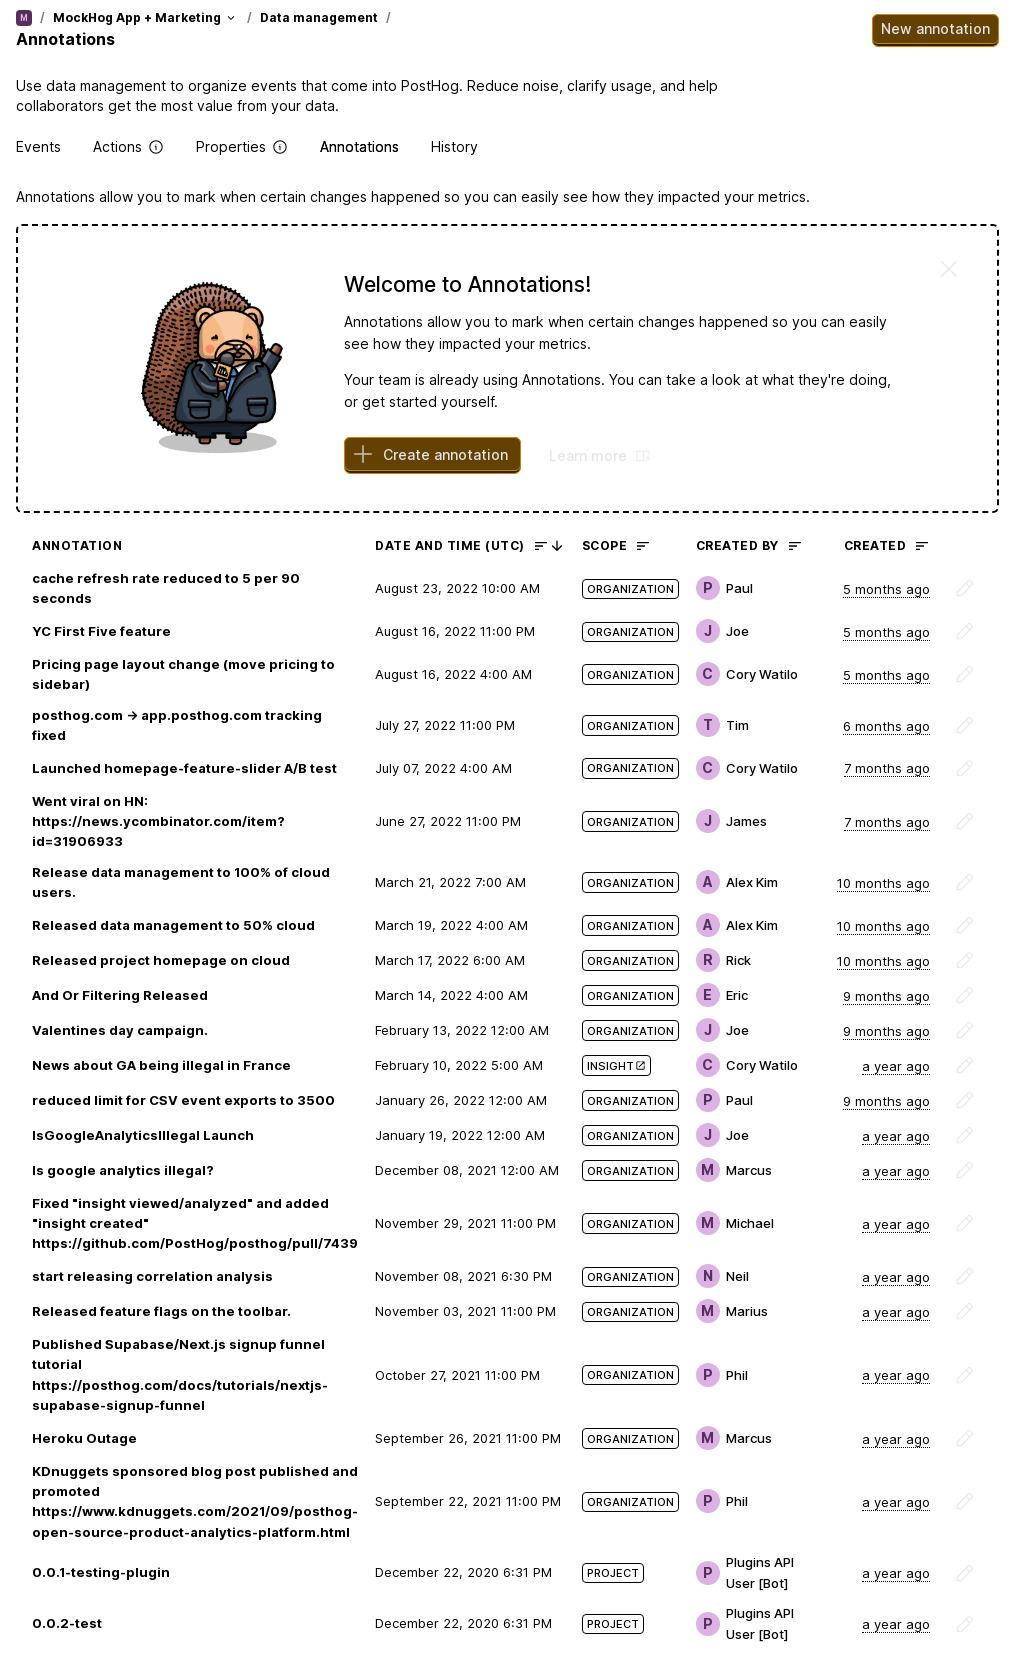 M / MockHog App + Marketing / Data management /
Annotations
New annotation
Use data management to organize events that come into PostHog. Reduce noise, clarify usage, and help
collaborators get the most value from your data.
Events Actions Properties Annotations History
Annotations allow you to mark when certain changes happened so you can easily see how they impacted your metrics.
Welcome to Annotations!
Annotations allow you to mark when certain changes happened so you can easily
see how they impacted your metrics.
Your team is already using Annotations. You can take a look at what they're doing,
or get started yourself.
Create annotation Learn more
ANNOTATION DATE AND TIME (UTC) SCOPE CREATED BY CREATED
cache refresh rate reduced to 5 per 90
seconds
August 23, 2022 10:00 AM ORGANIZATION P Paul 5 months ago
YC First Five feature August 16, 2022 11:00 PM ORGANIZATION J Joe 5 months ago
Pricing page layout change (move pricing to
sidebar)
August 16, 2022 4:00 AM ORGANIZATION C Cory Watilo 5 months ago
posthog.com → app.posthog.com tracking
fixed
July 27, 2022 11:00 PM ORGANIZATION T Tim 6 months ago
Launched homepage-feature-slider A/B test July 07, 2022 4:00 AM ORGANIZATION C Cory Watilo 7 months ago
Went viral on HN:
https://news.ycombinator.com/item?
id=31906933
June 27, 2022 11:00 PM ORGANIZATION J James 7 months ago
Release data management to 100% of cloud
users.
March 21, 2022 7:00 AM ORGANIZATION A Alex Kim 10 months ago
Released data management to 50% cloud March 19, 2022 4:00 AM ORGANIZATION A Alex Kim 10 months ago
Released project homepage on cloud March 17, 2022 6:00 AM ORGANIZATION R Rick 10 months ago
And Or Filtering Released March 14, 2022 4:00 AM ORGANIZATION E Eric 9 months ago
Valentines day campaign. February 13, 2022 12:00 AM ORGANIZATION J Joe 9 months ago
News about GA being illegal in France February 10, 2022 5:00 AM INSIGHT C Cory Watilo a year ago
reduced limit for CSV event exports to 3500 January 26, 2022 12:00 AM ORGANIZATION P Paul 9 months ago
IsGoogleAnalyticsIllegal Launch January 19, 2022 12:00 AM ORGANIZATION J Joe a year ago
Is google analytics illegal? December 08, 2021 12:00 AM ORGANIZATION M Marcus a year ago
Fixed "insight viewed/analyzed" and added
"insight created"
https://github.com/PostHog/posthog/pull/7439
November 29, 2021 11:00 PM ORGANIZATION M Michael a year ago
start releasing correlation analysis November 08, 2021 6:30 PM ORGANIZATION N Neil a year ago
Released feature flags on the toolbar. November 03, 2021 11:00 PM ORGANIZATION M Marius a year ago
Published Supabase/Next.js signup funnel
tutorial
https://posthog.com/docs/tutorials/nextjs-
supabase-signup-funnel
October 27, 2021 11:00 PM ORGANIZATION P Phil a year ago
Heroku Outage September 26, 2021 11:00 PM ORGANIZATION M Marcus a year ago
KDnuggets sponsored blog post published and
promoted
https://www.kdnuggets.com/2021/09/posthog-
open-source-product-analytics-platform.html
September 22, 2021 11:00 PM ORGANIZATION P Phil a year ago
0.0.1-testing-plugin December 22, 2020 6:31 PM PROJECT P Plugins API
User [Bot] a year ago
0.0.2-test December 22, 2020 6:31 PM PROJECT P Plugins API
User [Bot] a year ago